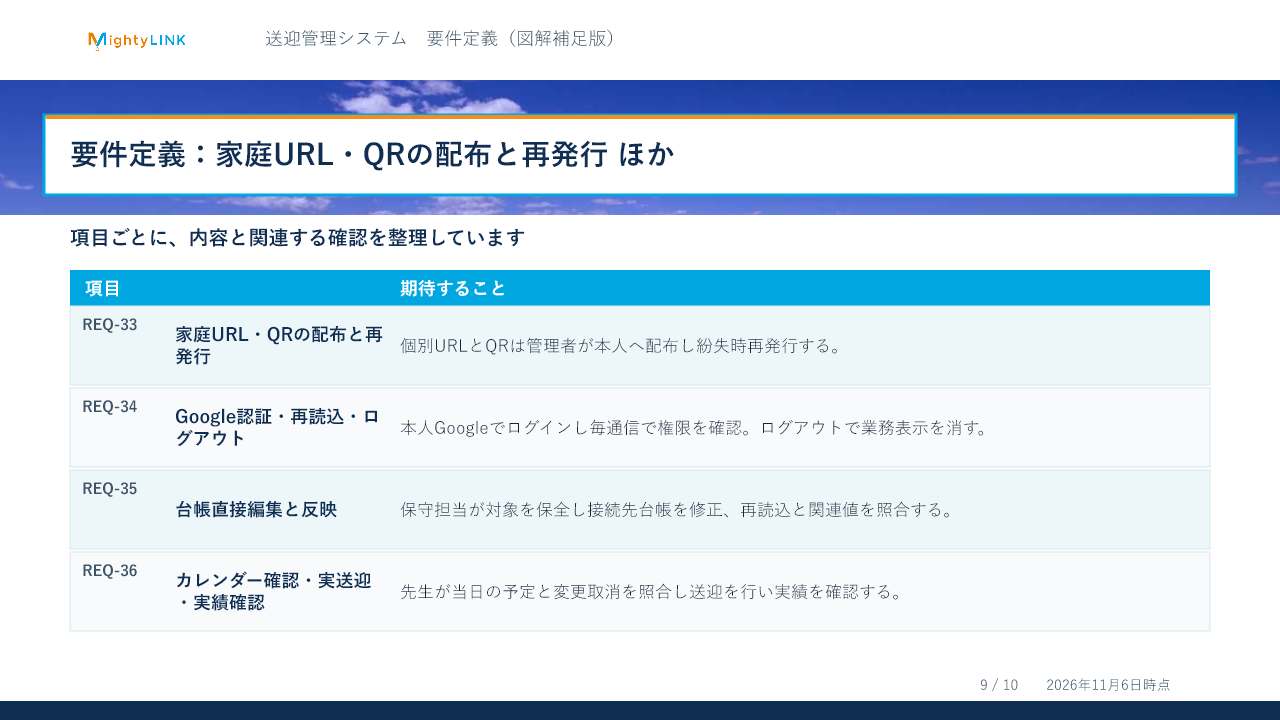 MightyLINK
送迎管理システム　要件定義（図解補足版）
要件定義：家庭URL・QRの配布と再発行 ほか
項目ごとに、内容と関連する確認を整理しています
項目 期待すること
REQ-33
家庭URL・QRの配布と再
発行
個別URLとQRは管理者が本人へ配布し紛失時再発行する。
REQ-34
Google認証・再読込・ロ
グアウト
本人Googleでログインし毎通信で権限を確認。ログアウトで業務表示を消す。
REQ-35
台帳直接編集と反映
保守担当が対象を保全し接続先台帳を修正、再読込と関連値を照合する。
REQ-36
カレンダー確認・実送迎
・実績確認
先生が当日の予定と変更取消を照合し送迎を行い実績を確認する。
9 / 10 2026年11月6日時点